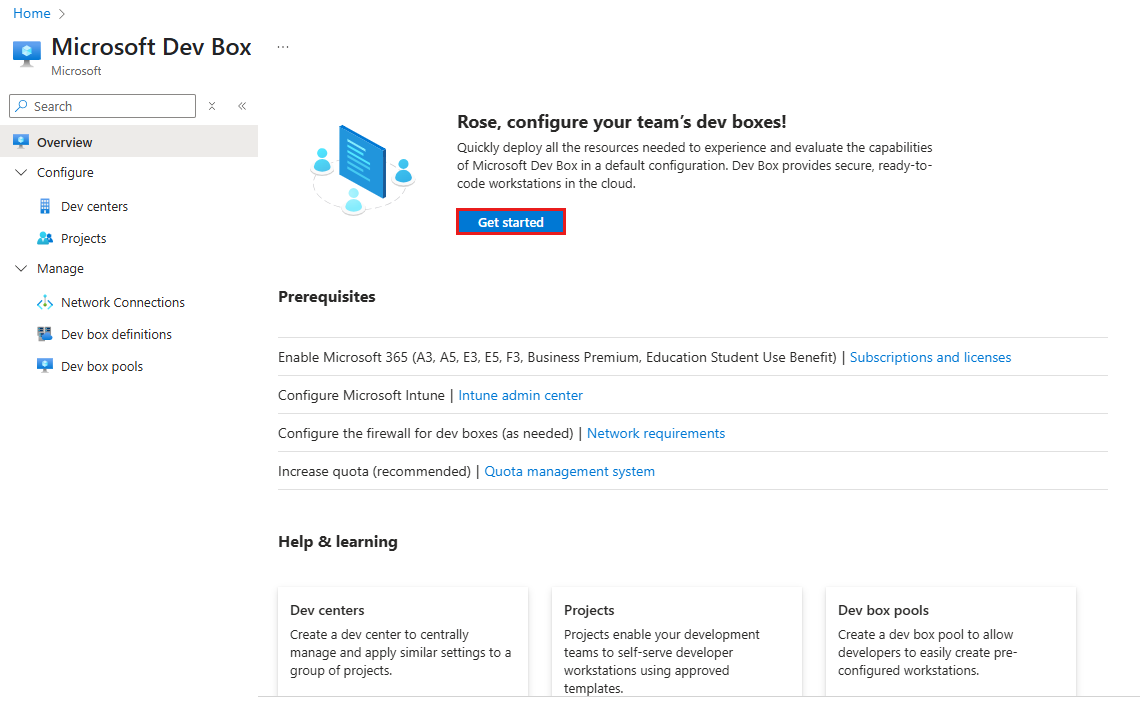 Home
Microsoft Dev Box
...
Microsoft
Search
Overview
Configure
Dev centers
Projects
Manage
Network Connections
Dev box definitions
Dev box pools
Rose, configure your team’s dev boxes!
Quickly deploy all the resources needed to experience and evaluate the capabilities
of Microsoft Dev Box in a default configuration. Dev Box provides secure, ready-to-
code workstations in the cloud.
Get started
Prerequisites
Enable Microsoft 365 (A3, A5, E3, E5, F3, Business Premium, Education Student Use Benefit) | Subscriptions and licenses
Configure Microsoft Intune | Intune admin center
Configure the firewall for dev boxes (as needed) | Network requirements
Increase quota (recommended) | Quota management system
Help & learning
Dev centers
Create a dev center to centrally
manage and apply similar settings to a
group of projects.
Projects
Projects enable your development
teams to self-serve developer
workstations using approved
templates.
Dev box pools
Create a dev box pool to allow
developers to easily create pre-
configured workstations.